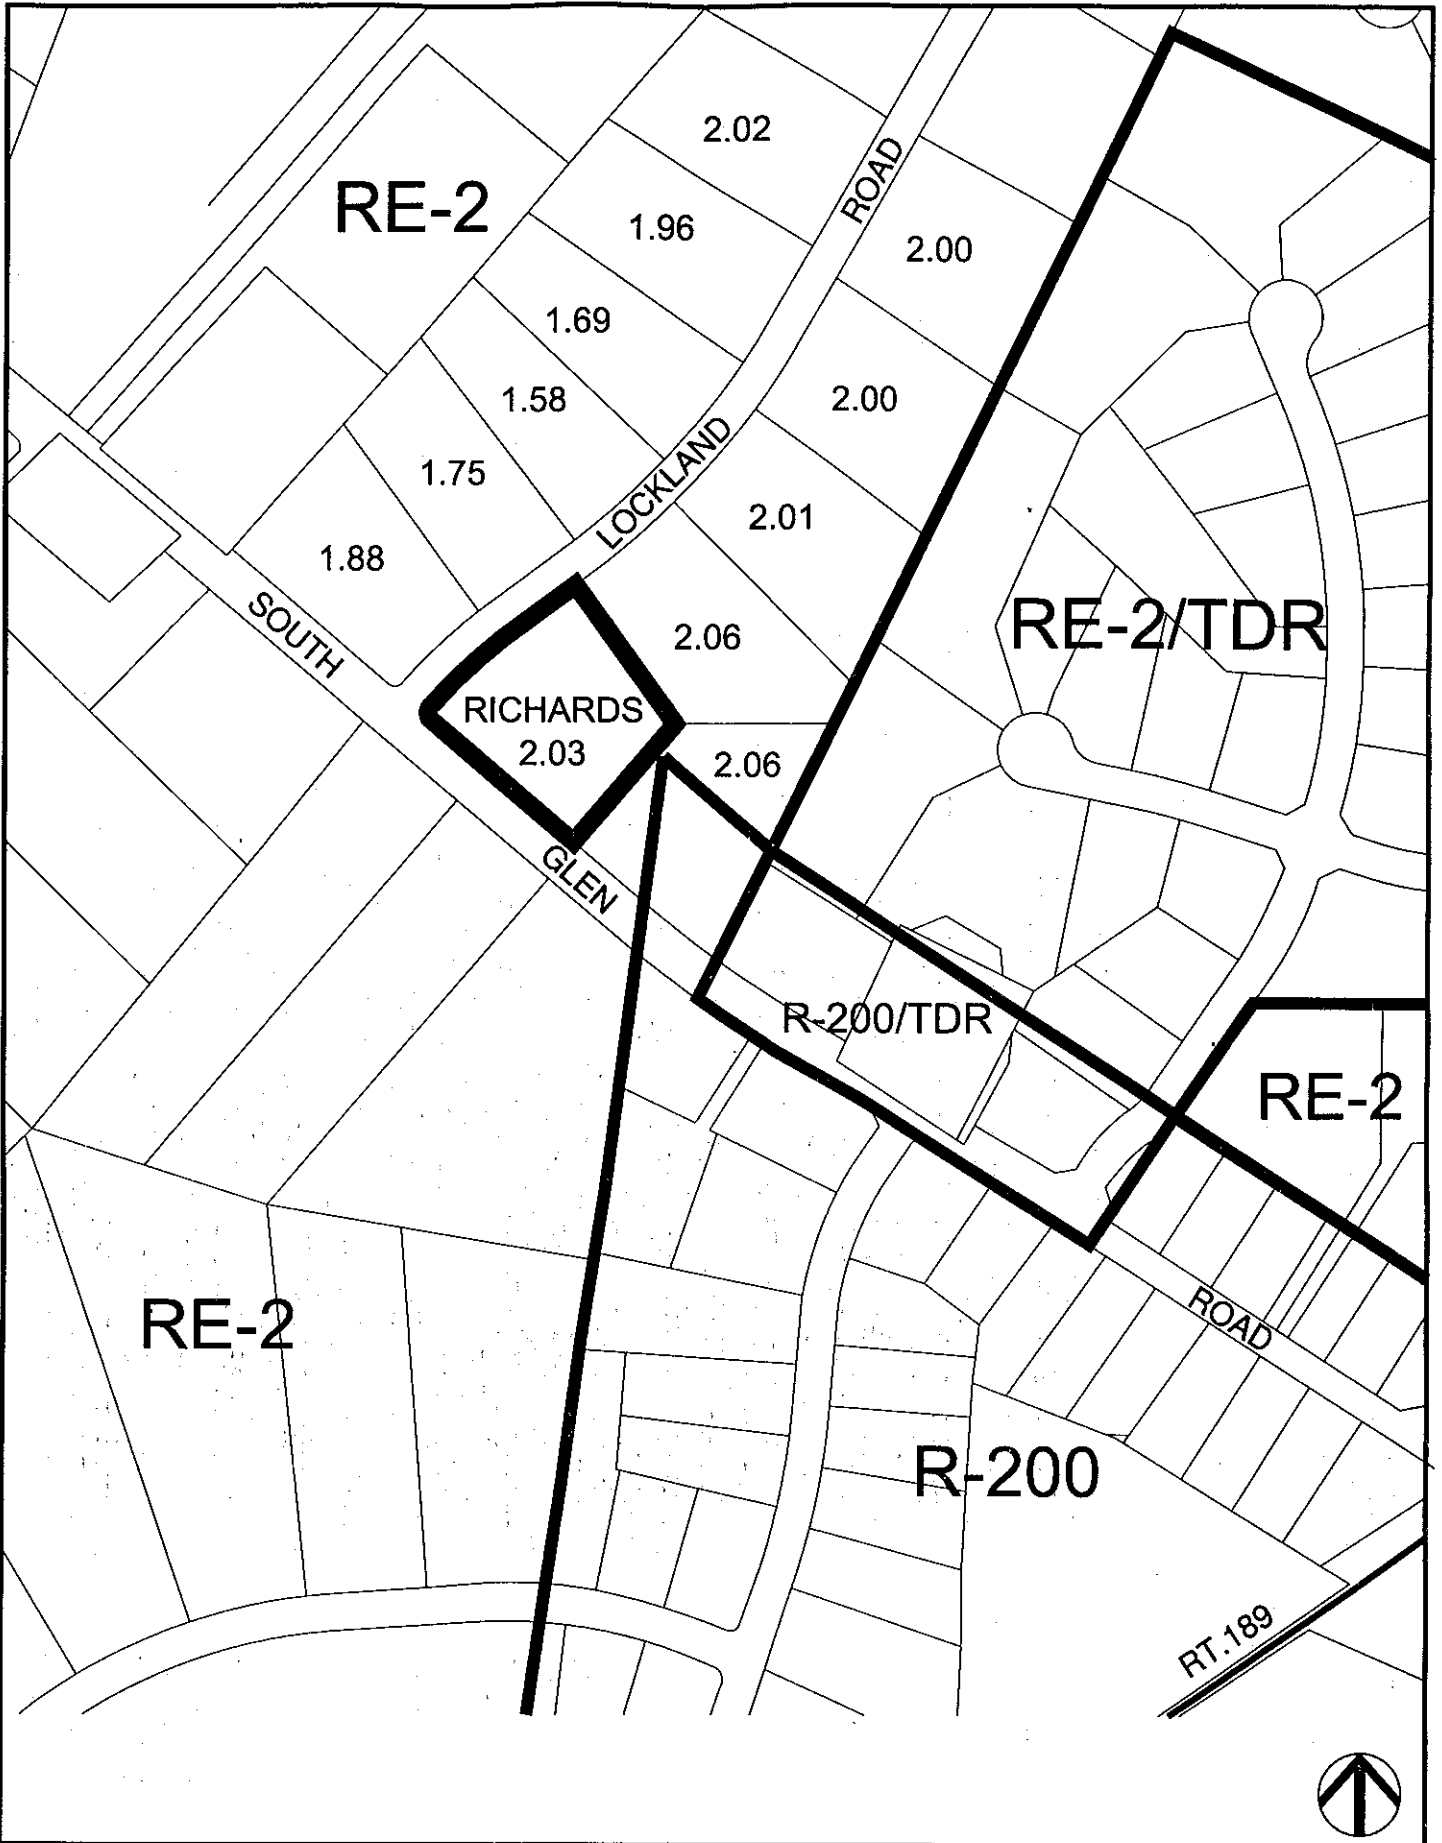 2.02
ROAD
RE-2
1.96
2.00
1.69
1.58
2.00
LOCKLAND
1.75
2.01
1.88
SOUTH
RE-2/TDR
2.06
RICHARDS
2.03
2.06
GLEN
R-200/TDR
RE-2
RE-2
ROAD
R-200
RT.189